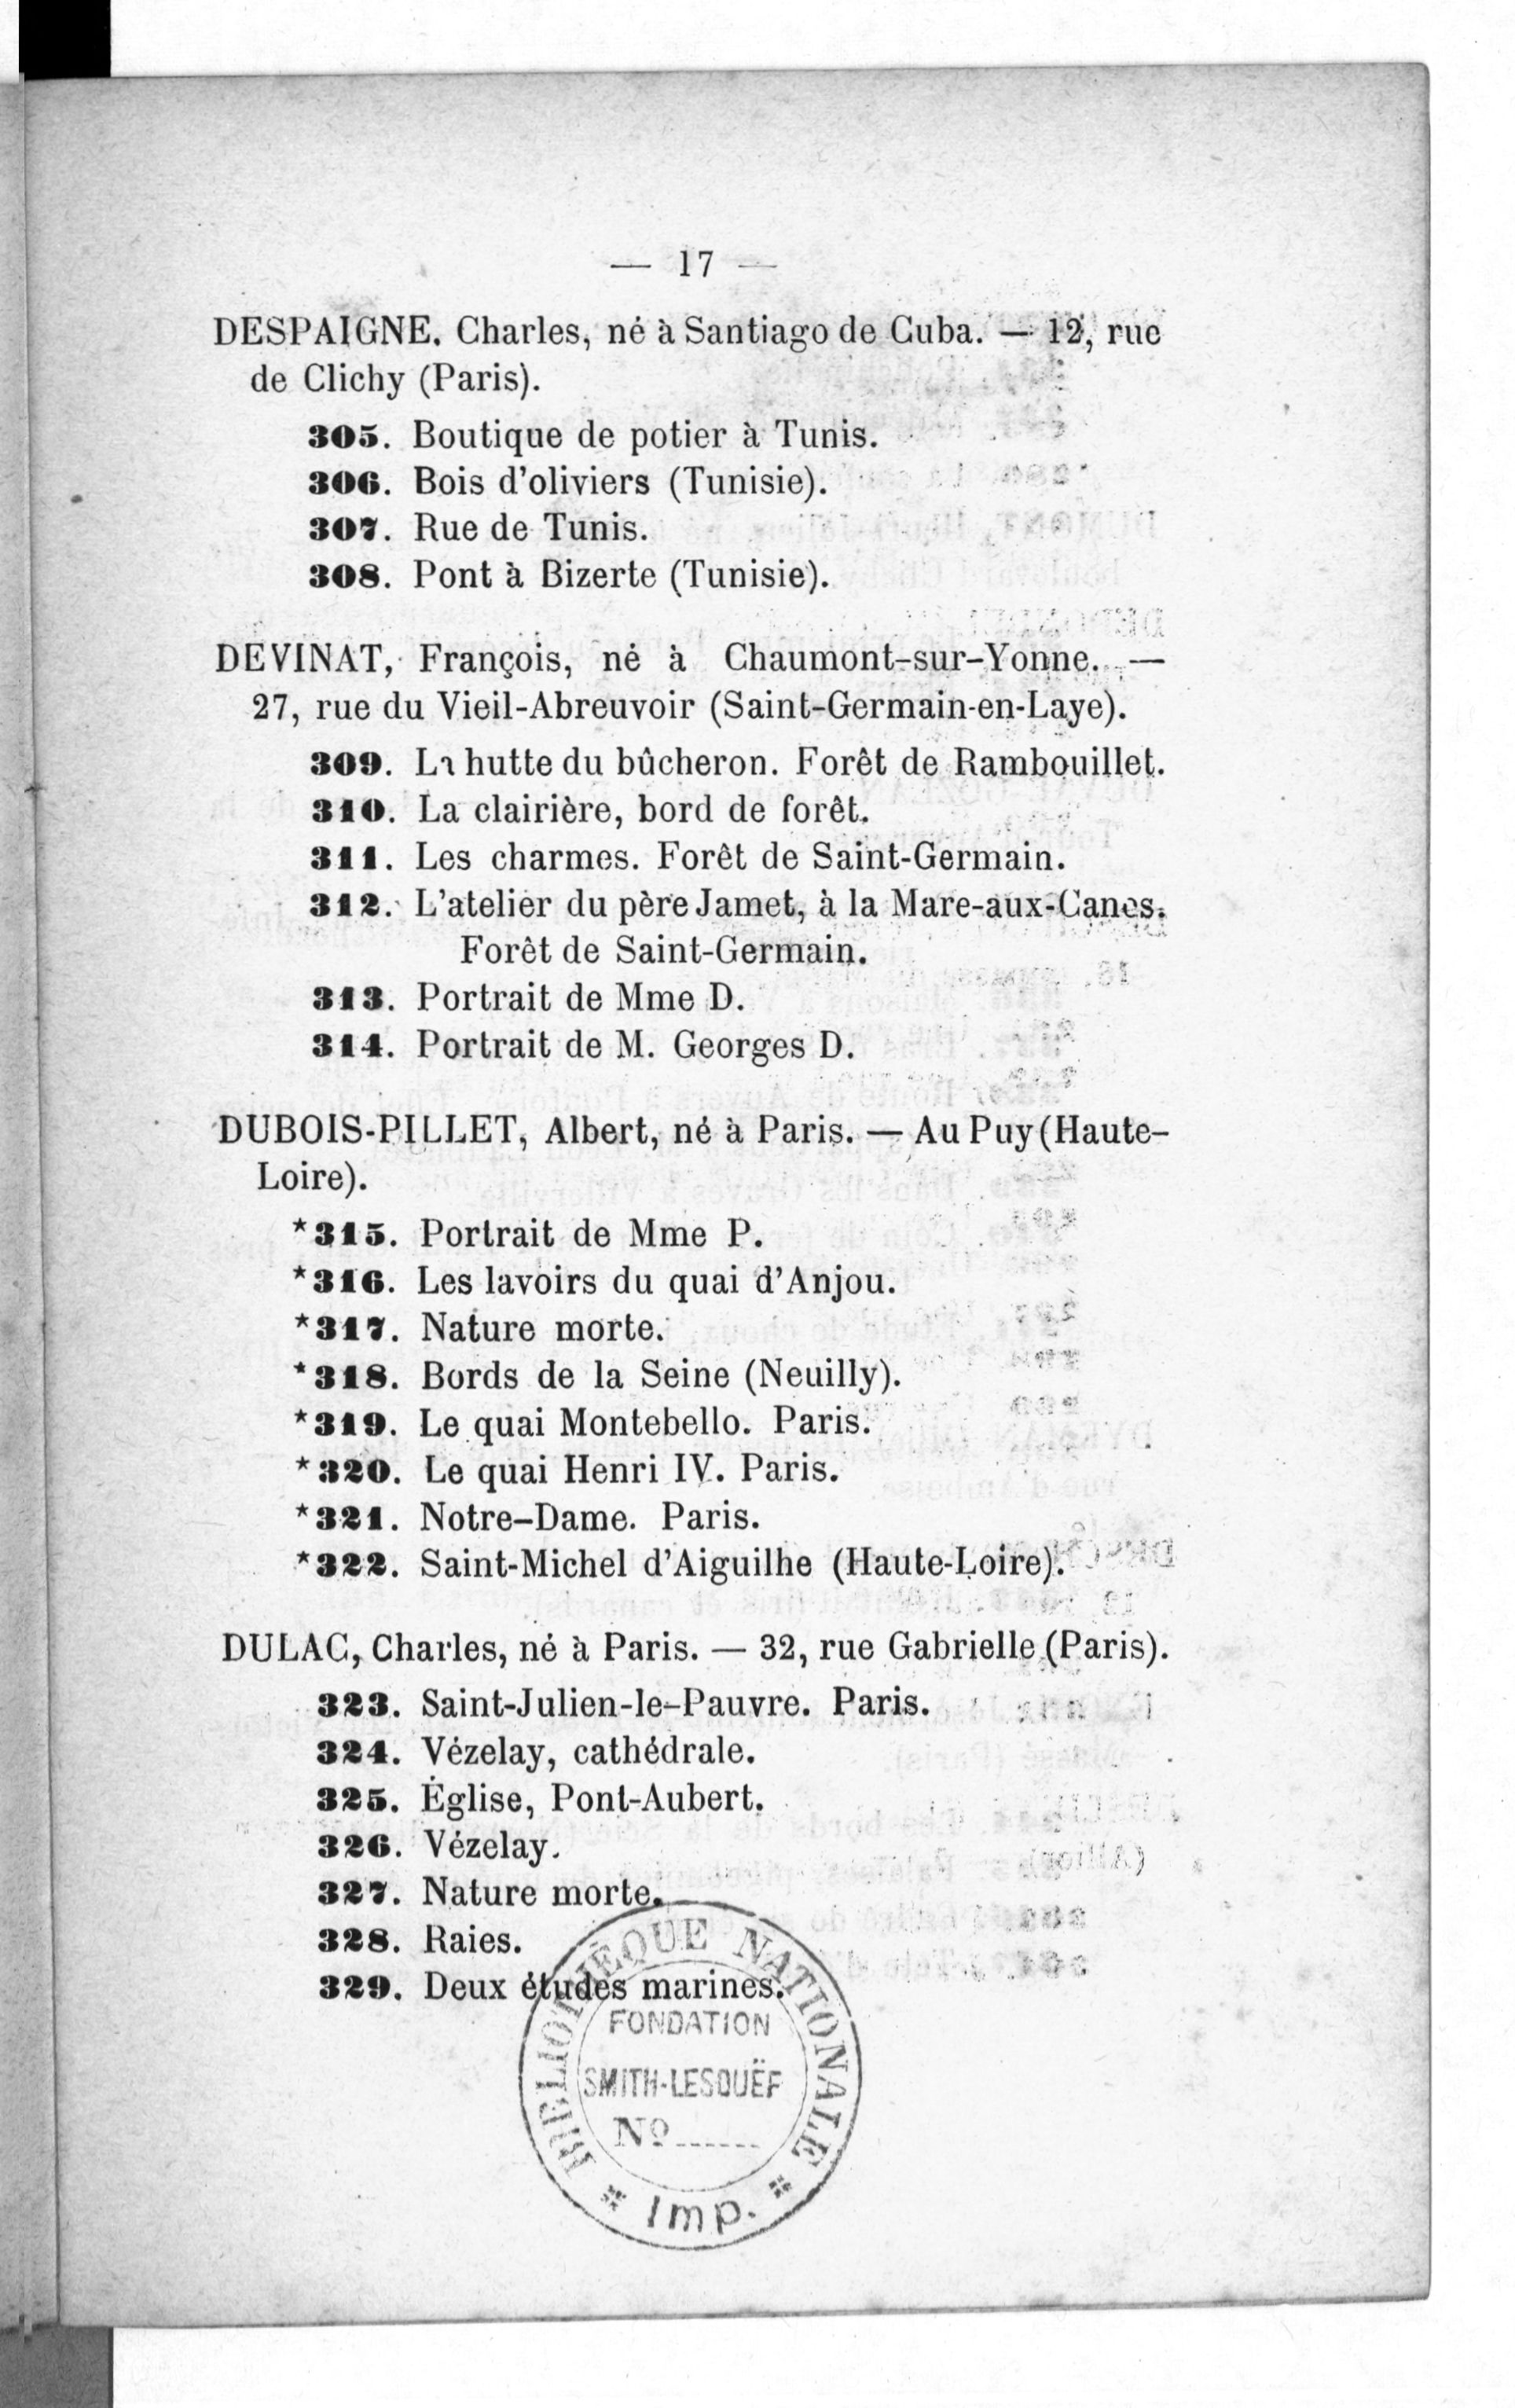 — 17 —
DESPAIGNE, Charles, né à Santiago de Cuba. — 12, rue
de Clichy (Paris).
305. Boutique de potier à Tunis.
306. Bois d'oliviers (Tunisie).
307. Rue de Tunis.
308. Pont à Bizerte (Tunisie).
DEVINAT, François, né à Chaumont-sur-Yonne. —
27, rue du Vieil-Abreuvoir (Saint-Germain-en-Laye).
309. La hutte du bûcheron. Forêt de Rambouillet.
310. La clairière, bord de forêt.
311. Les charmes. Forêt de Saint-Germain.
312. L'atelier du père Jamet, à la Mare-aux-Canes.
Forêt de Saint-Germain.
313. Portrait de Mme D.
314. Portrait de M. Georges D.
DUBOIS-PILLET, Albert, né à Paris. — Au Puy (Haute-
Loire).
*315. Portrait de Mme P.
*316. Les lavoirs du quai d'Anjou.
*317. Nature morte.
*318. Bords de la Seine (Neuilly).
*319. Le quai Montebello. Paris.
*320. Le quai Henri IV. Paris.
*321. Notre-Dame. Paris.
*322. Saint-Michel d'Aiguilhe (Haute-Loire).
DULAC, Charles, né à Paris. — 32, rue Gabrielle (Paris).
323. Saint-Julien-le-Pauvre. Paris.
324. Vézelay, cathédrale.
325. Église, Pont-Aubert.
326. Vézelay.
327. Nature morte.
328. Raies.
329. Deux études marines.
BIBLIOTHÈQUE NATIONALE
FONDATION
SMITH-LESOUËF
No ------
* Imp. *